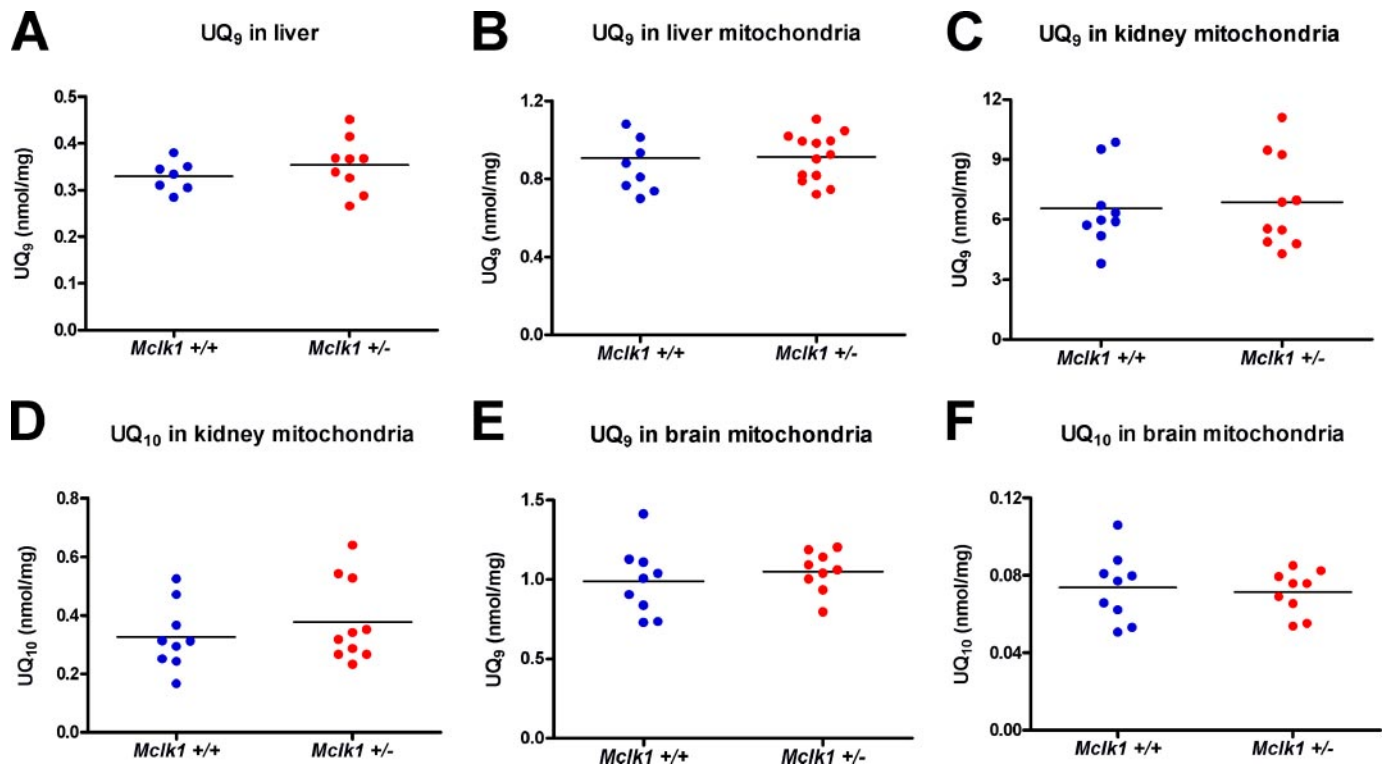 A
UQ₉ in liver
UQ₉ (nmol/mg)
0.5
0.4
0.3
0.2
0.1
0.0
Mclk1 +/+
Mclk1 +/-
B
UQ₉ in liver mitochondria
UQ₉ (nmol/mg)
1.2
0.8
0.4
0.0
Mclk1 +/+
Mclk1 +/-
C
UQ₉ in kidney mitochondria
UQ₉ (nmol/mg)
12
9
6
3
0
Mclk1 +/+
Mclk1 +/-
D
UQ₁₀ in kidney mitochondria
UQ₁₀ (nmol/mg)
0.8
0.6
0.4
0.2
0.0
Mclk1 +/+
Mclk1 +/-
E
UQ₉ in brain mitochondria
UQ₉ (nmol/mg)
1.5
1.0
0.5
0.0
Mclk1 +/+
Mclk1 +/-
F
UQ₁₀ in brain mitochondria
UQ₁₀ (nmol/mg)
0.12
0.08
0.04
0.00
Mclk1 +/+
Mclk1 +/-